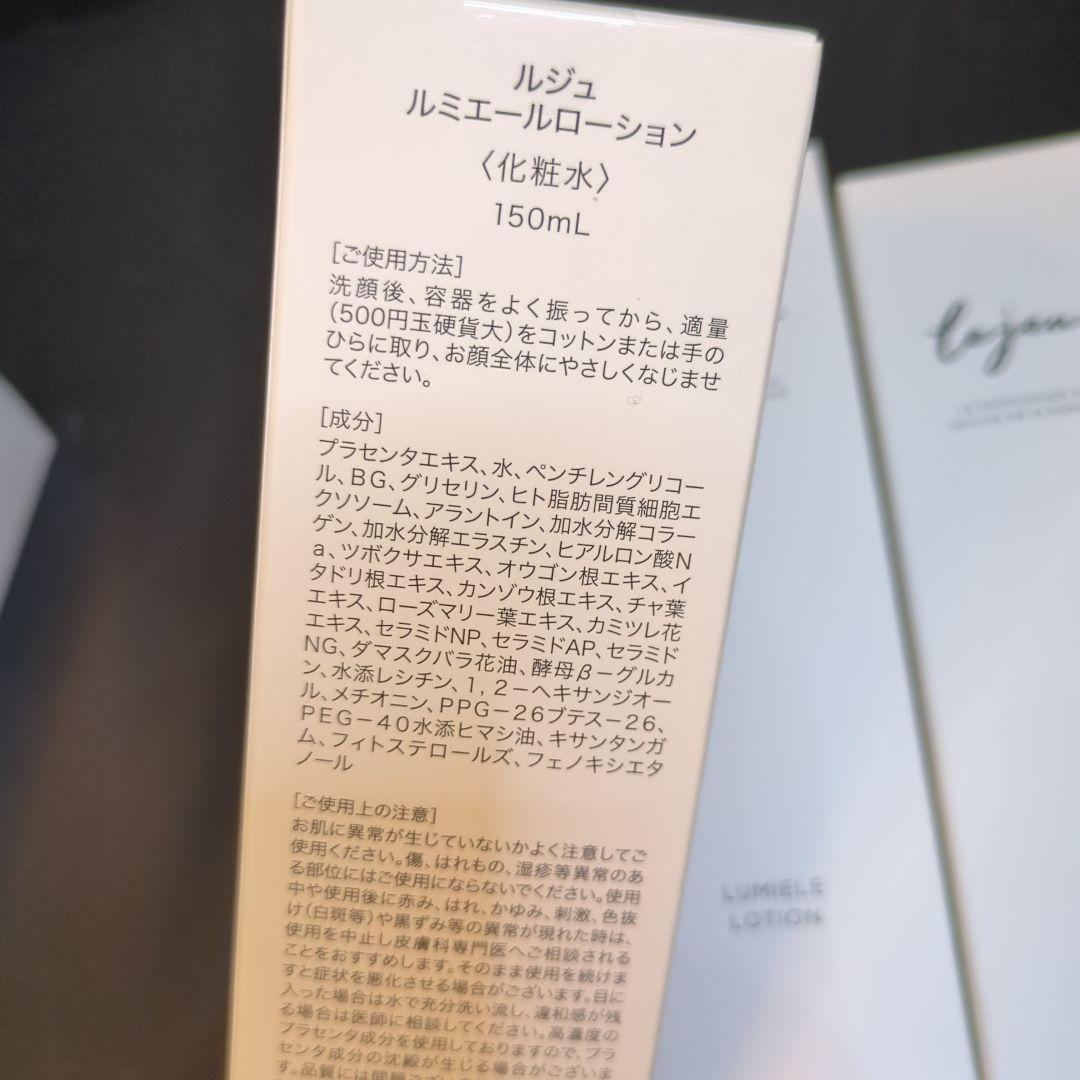 ルジュ
ルミエールローション
〈化粧水〉
150mL
[ご使用方法]
洗顔後、容器をよく振ってから、適量
(500円玉硬貨大)をコットンまたは手の
ひらに取り、お顔全体にやさしくなじませ
てください。
[成分]
プラセンタエキス、水、ペンチレングリコー
ル、BG、グリセリン、ヒト脂肪間質細胞エ
クソソーム、アラントイン、加水分解コラー
ゲン、加水分解エラスチン、ヒアルロン酸N
a、ツボクサエキス、オウゴン根エキス、イ
タドリ根エキス、カンゾウ根エキス、チャ葉
エキス、ローズマリー葉エキス、カミツレ花
エキス、セラミドNP、セラミドAP、セラミド
NG、ダマスクバラ花油、酵母β-グルカ
ン、水添レシチン、1,2-ヘキサンジオー
ル、メチオニン、PPG-26ブテス-26、
PEG-40水添ヒマシ油、キサンタンガ
ム、フィトステロールズ、フェノキシエタ
ノール
[ご使用上の注意]
お肌に異常が生じていないかよく注意してご
使用ください。傷、はれもの、湿疹等異常のあ
る部位にはご使用にならないでください。使用
中や使用後に赤み、はれ、かゆみ、刺激、色抜
け(白斑等)や黒ずみ等の異常が現れた時は、
使用を中止し皮膚科専門医へご相談される
ことをおすすめします。そのまま使用を続けま
すと症状を悪化させる場合がございます。目に
入った場合は水で充分洗い流し、違和感が残
る場合は医師に相談してください。高濃度の
プラセンタ成分を使用しておりますので、プラ
センタ成分の沈殿が生じる場合がございま
す。品質には問題ござい
LUMIELE
LOTION